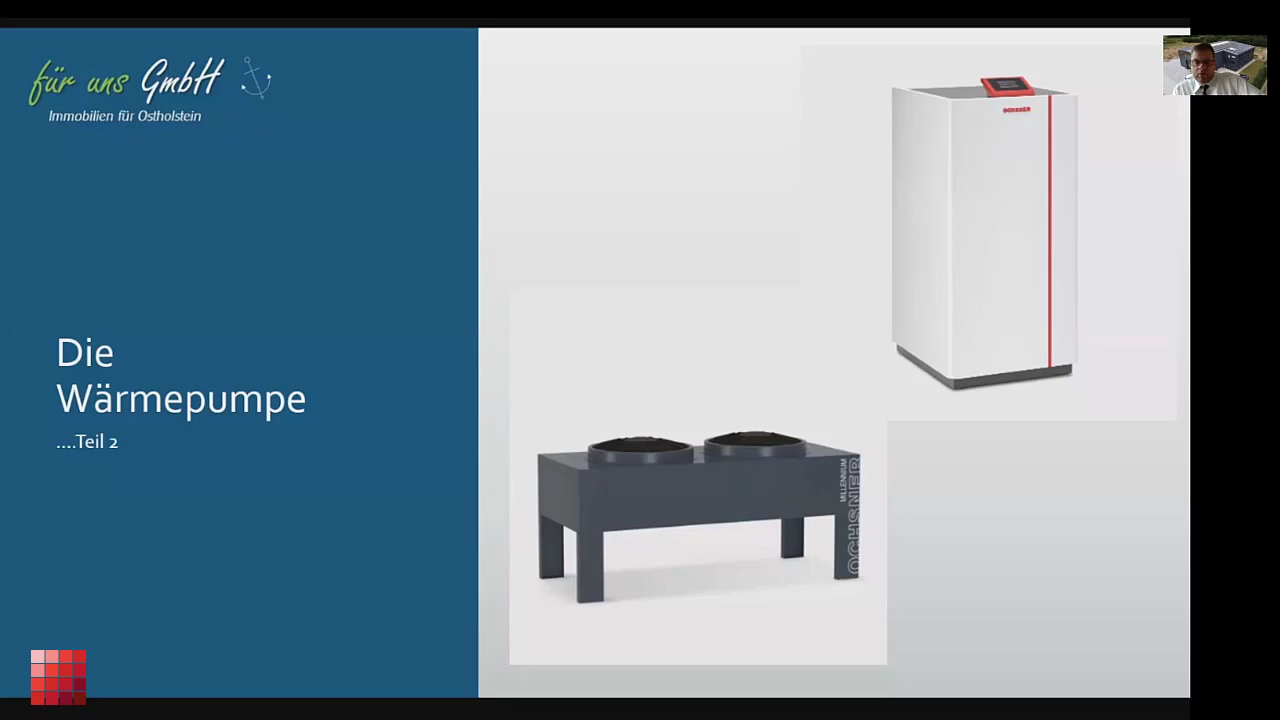 für uns GmbH
Immobilien für Ostholstein
OCHSNER
Die
Wärmepumpe
....Teil 2
MILLENNIUM
OCHSNER